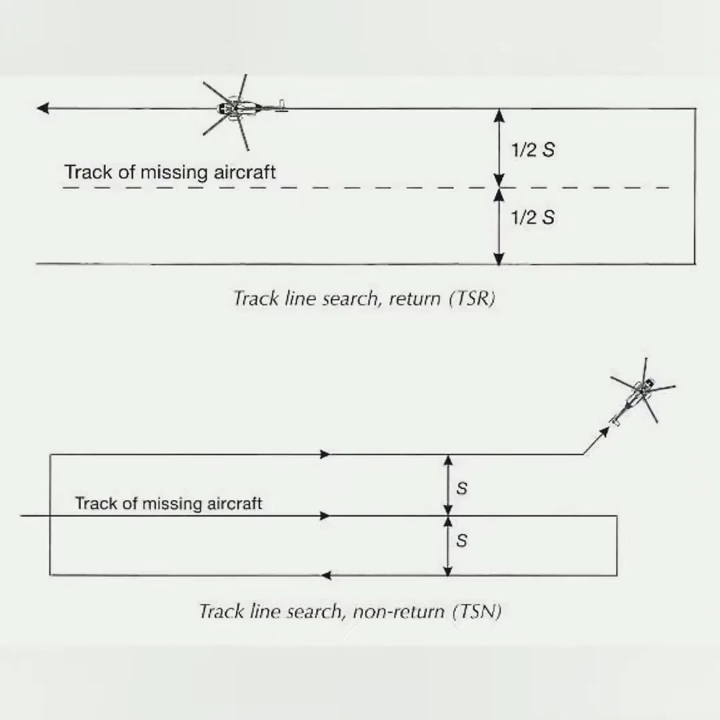 1/2 S
Track of missing aircraft
1/2 S
Track line search, return (TSR)
S
Track of missing aircraft
S
Track line search, non-return (TSN)